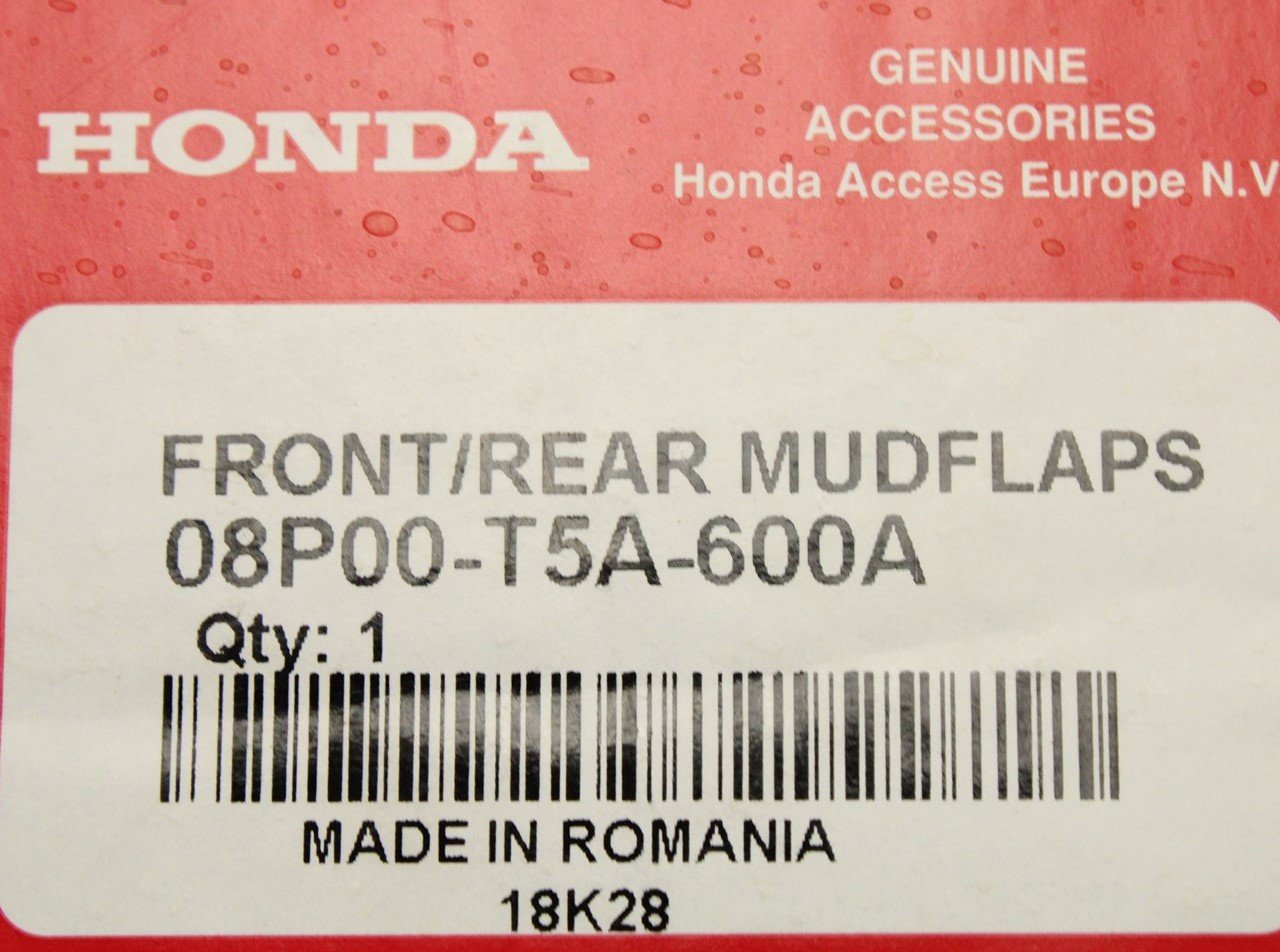 HONDA
GENUINE
ACCESSORIES
Honda Access Europe N.V
FRONT/REAR MUDFLAPS
08P00-T5A-600A
Qty: 1
MADE IN ROMANIA
18K28